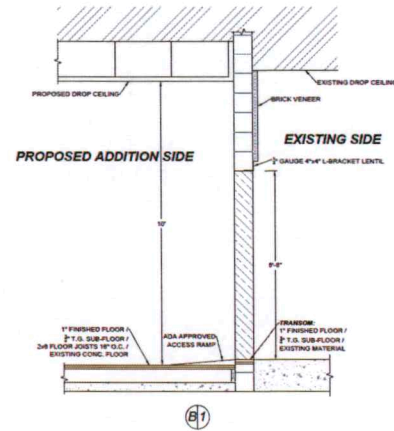 EXISTING DROP CEILING
PROPOSED DROP CEILING
BRICK VENEER
EXISTING SIDE
PROPOSED ADDITION SIDE
GAUGE 4"x4" L-BRACKET LENTIL
10'
1" FINISHED FLOOR /
T.G. SUB-FLOOR /
2x8 FLOOR JOISTS 16" O.C. /
EXISTING CONC. FLOOR
ADA APPROVED
ACCESS RAMP
TRANSOM:
1" FINISHED FLOOR /
T.G. SUB-FLOOR /
EXISTING MATERIAL
B1